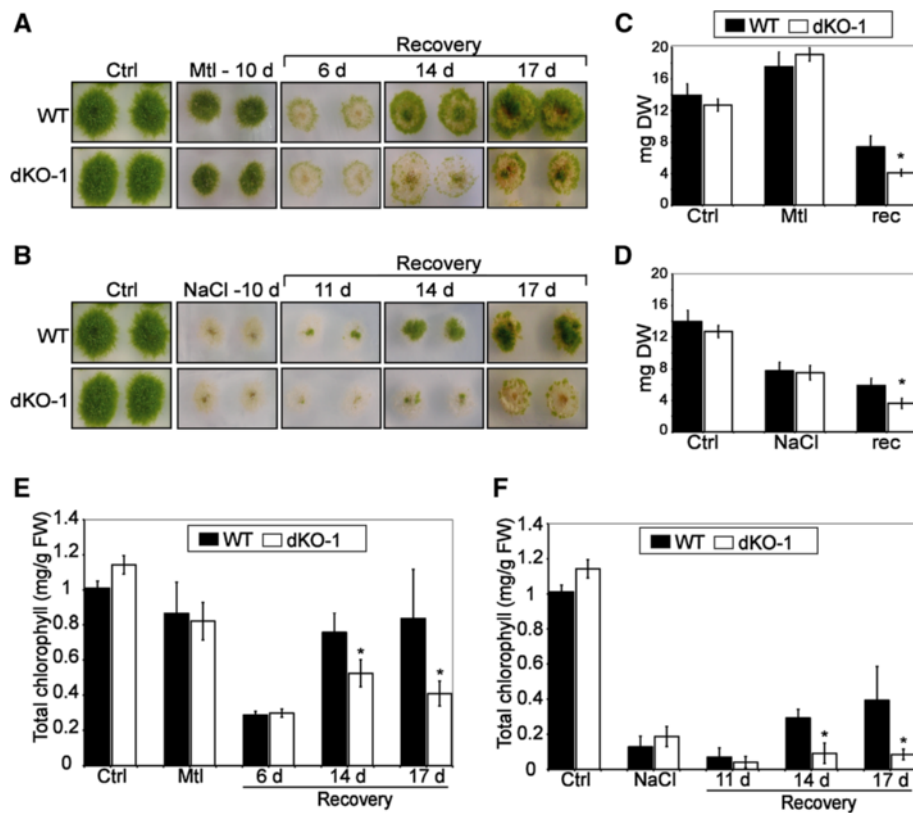 A
Recovery
Ctrl Mtl - 10 d 6 d 14 d 17 d
WT
dKO-1
B
Recovery
Ctrl NaCl -10 d 11 d 14 d 17 d
WT
dKO-1
C
WT dKO-1
20
16
12
8
4
0
mg DW
*
Ctrl Mtl rec
D
20
16
12
8
4
0
mg DW
*
Ctrl NaCl rec
E
WT dKO-1
1.4
1.2
1
0.8
0.6
0.4
0.2
0
Total chlorophyll (mg/g FW)
* *
Ctrl Mtl 6 d 14 d 17 d
Recovery
F
WT dKO-1
1.4
1.2
1
0.8
0.6
0.4
0.2
0
Total chlorophyll (mg/g FW)
* *
Ctrl NaCl 11 d 14 d 17 d
Recovery